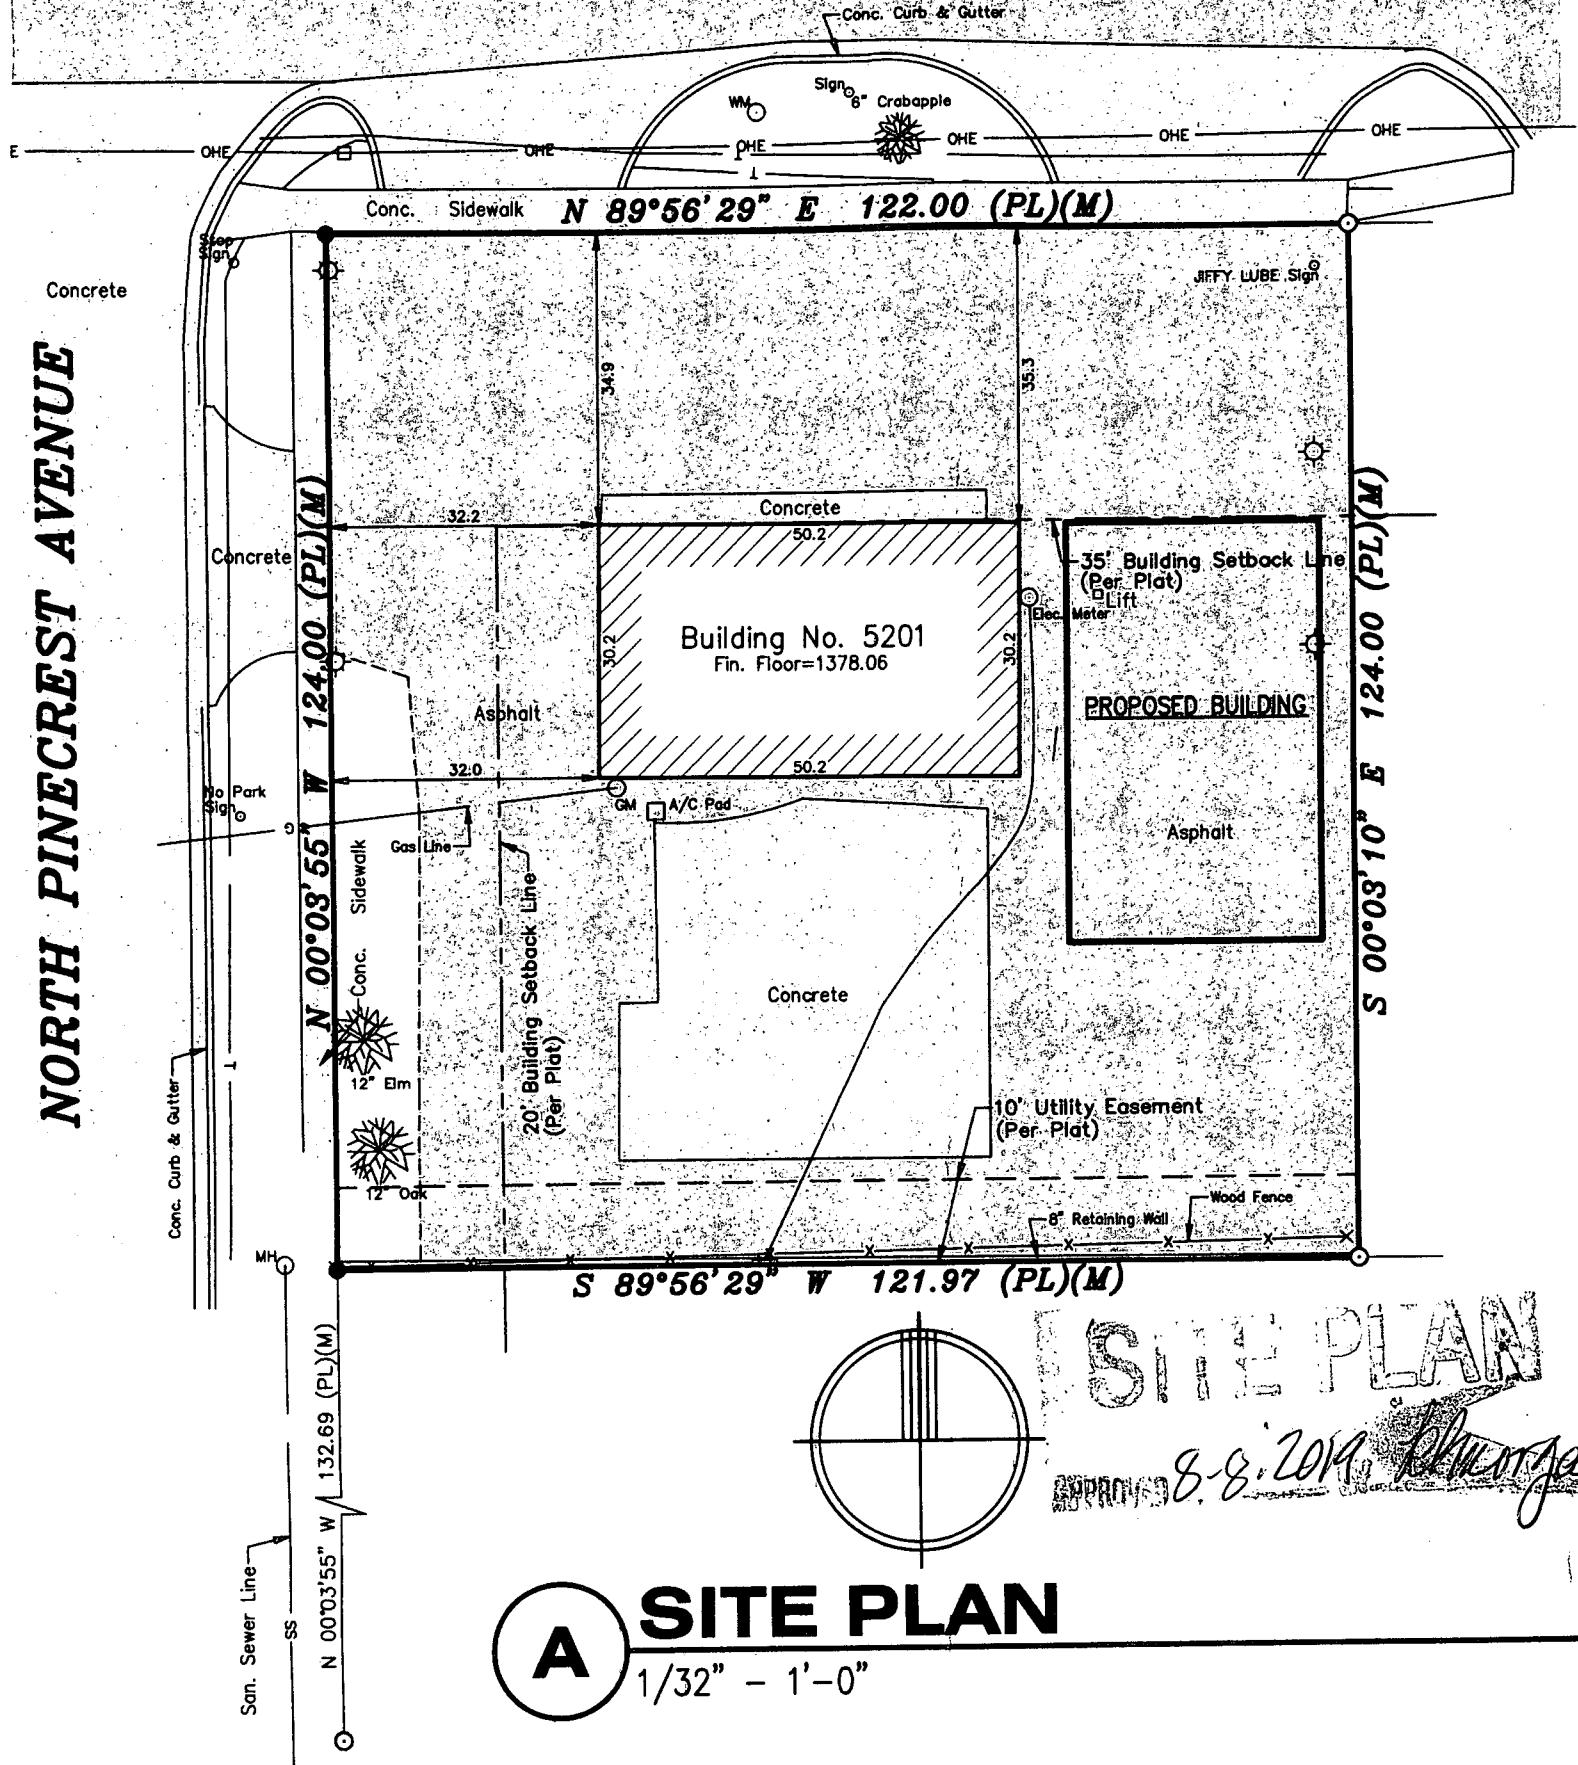 Conc. Curb & Gutter
Sign
WM
6" Crabapple
E
OHE
OHE
OHE
OHE
OHE
OHE
T
Conc. Sidewalk
N 89°56'29" E 122.00 (PL)(M)
Stop
Sign
JIFFY LUBE Sign
Concrete
NORTH PINECREST AVENUE
34.9
35.3
N 00°03'55" W 124.00 (PL)(M)
S 00°03'10" E 124.00 (PL)(M)
32.2
Concrete
50.2
Concrete
35' Building Setback Line
(Per Plat)
Lift
Elec. Meter
30.2
Building No. 5201
Fin. Floor=1378.06
30.2
PROPOSED BUILDING
Asphalt
32.0
50.2
No Park
Sign
GM
A/C Pad
Asphalt
Gas Line
Conc. Sidewalk
20' Building Setback Line
(Per Plat)
Concrete
12" Elm
10' Utility Easement
(Per Plat)
Conc. Curb & Gutter
T
12" Oak
Wood Fence
8" Retaining Wall
MH
S 89°56'29" W 121.97 (PL)(M)
SITE PLAN
APPROVED 8-8-2019
N 00°03'55" W 132.69 (PL)(M)
San. Sewer Line
SS
A
SITE PLAN
1/32" - 1'-0"